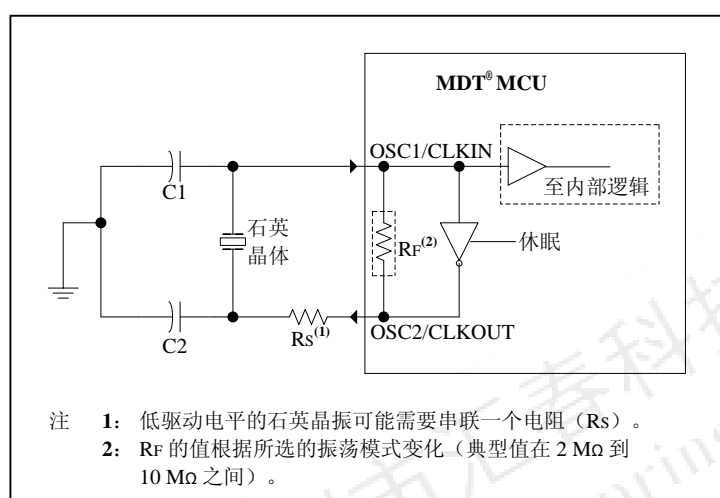 MDT® MCU
OSC1/CLKIN
至内部逻辑
C1
石英
晶体
RF(2)
休眠
C2
Rs(1)
OSC2/CLKOUT
注 1： 低驱动电平的石英晶振可能需要串联一个电阻（Rs）。
2： RF 的值根据所选的振荡模式变化（典型值在 2 MΩ 到
10 MΩ 之间）。